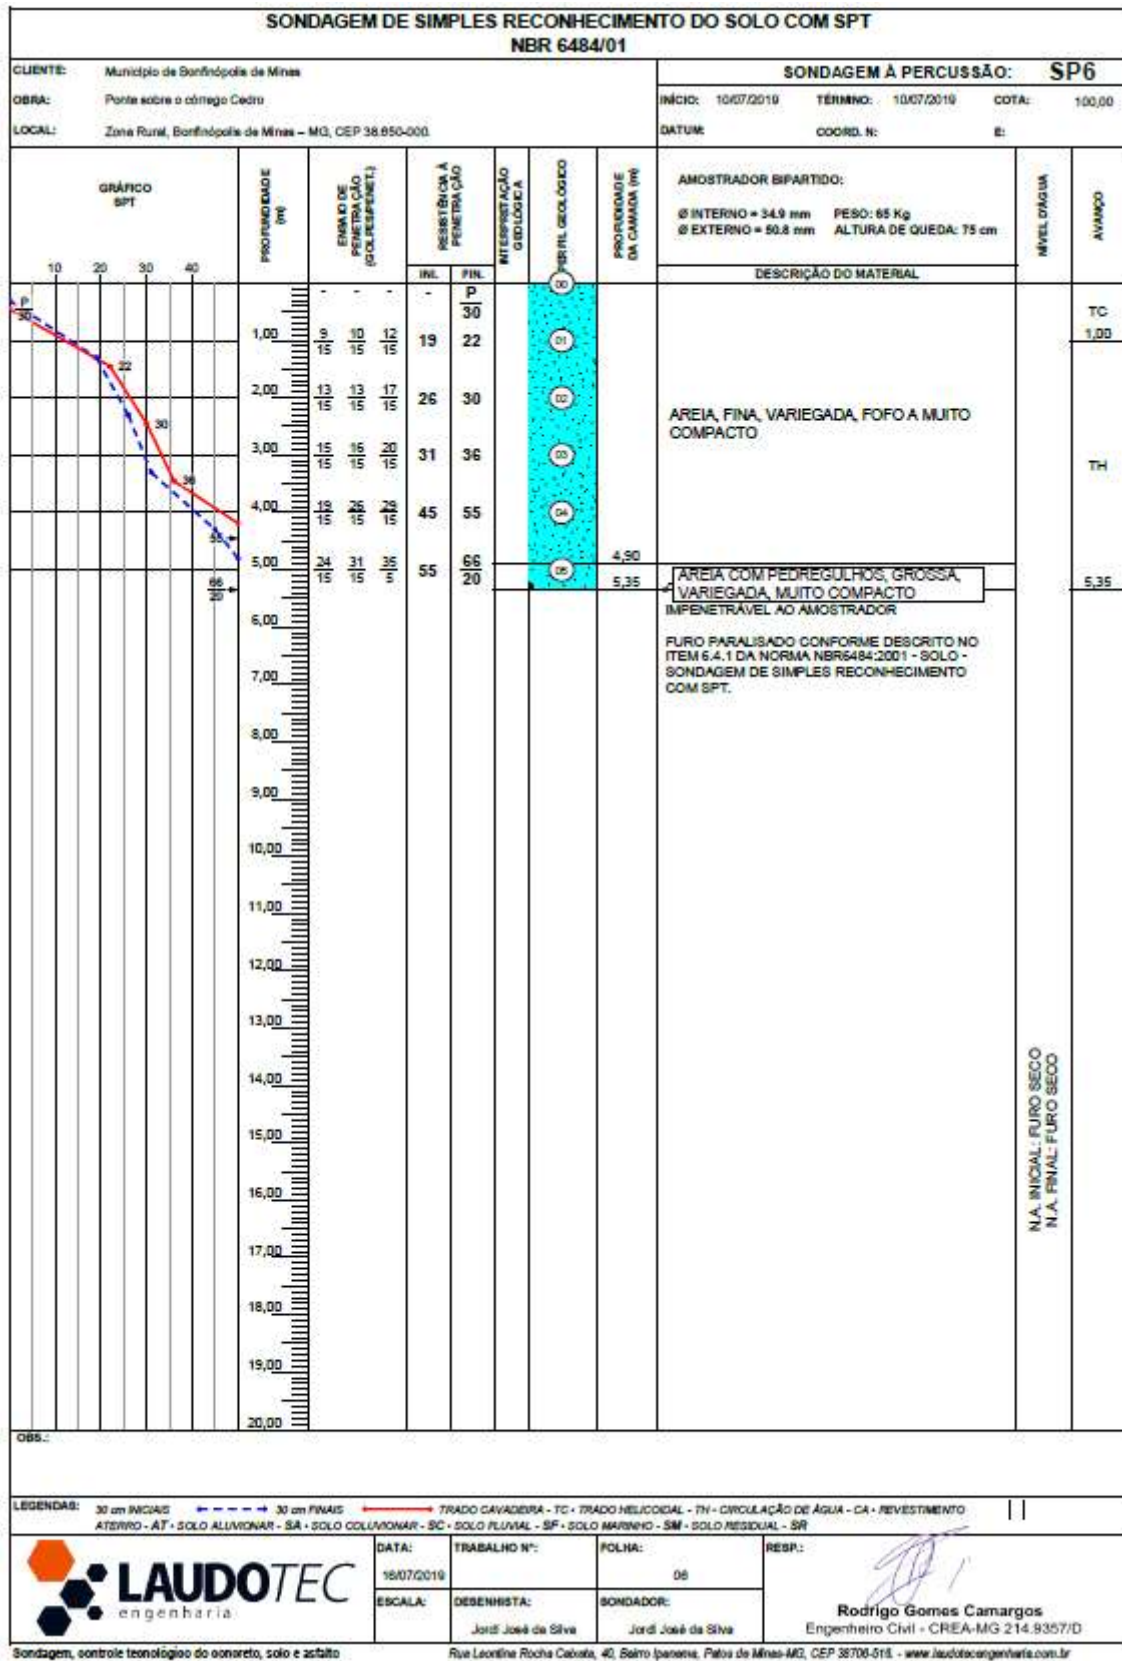 SONDAGEM DE SIMPLES RECONHECIMENTO DO SOLO COM SPT
NBR 6484/01
CLIENTE: Município de Bonfinópolis de Minas
SONDAGEM À PERCUSSÃO: SP6
OBRA: Ponte sobre o córrego Cedro
INÍCIO: 10/07/2019 TÉRMINO: 10/07/2019 COTA: 100,00
LOCAL: Zona Rural, Bonfinópolis de Minas – MG, CEP 38.650-000.
DATUM: COORD. N: E:
GRÁFICO
SPT
10 20 30 40
PROFUNDIDADE
(m)
ENSAIO DE
PENETRAÇÃO
(GOLPES/PENET.)
RESISTÊNCIA À
PENETRAÇÃO
INI. FIN.
INTERPRETAÇÃO
GEOLÓGICA
PERFIL GEOLÓGICO
PROFUNDIDADE
DA CAMADA (m)
AMOSTRADOR BIPARTIDO:
Ø INTERNO = 34.9 mm PESO: 65 Kg
Ø EXTERNO = 50.8 mm ALTURA DE QUEDA: 75 cm
DESCRIÇÃO DO MATERIAL
NÍVEL D'ÁGUA
AVANÇO
P
30
22
30
36
55
66
20
- - - - P
30
00
TC
1,00 9/15 10/15 12/15 19 22 01 1,00
2,00 13/15 13/15 17/15 26 30 02
AREIA, FINA, VARIEGADA, FOFO A MUITO
COMPACTO
3,00 15/15 16/15 20/15 31 36 03 TH
4,00 19/15 26/15 29/15 45 55 04
4,90
5,00 24/15 31/15 35/5 55 66/20 05
5,35
AREIA COM PEDREGULHOS, GROSSA,
VARIEGADA, MUITO COMPACTO
5,35
IMPENETRÁVEL AO AMOSTRADOR
6,00
FURO PARALISADO CONFORME DESCRITO NO
ITEM 6.4.1 DA NORMA NBR6484:2001 - SOLO -
SONDAGEM DE SIMPLES RECONHECIMENTO
COM SPT.
7,00
8,00
9,00
10,00
11,00
12,00
13,00
14,00
15,00
16,00
17,00
18,00
19,00
20,00
N.A. INICIAL: FURO SECO
N.A. FINAL: FURO SECO
OBS.:
LEGENDAS: 30 cm INICIAIS 30 cm FINAIS TRADO CAVADEIRA - TC - TRADO HELICOIDAL - TH - CIRCULAÇÃO DE ÁGUA - CA - REVESTIMENTO
ATERRO - AT - SOLO ALUVIONAR - SA - SOLO COLUVIONAR - SC - SOLO FLUVIAL - SF - SOLO MARINHO - SM - SOLO RESIDUAL - SR
LAUDOTEC
engenharia
DATA: TRABALHO Nº: FOLHA: RESP.:
16/07/2019 06
ESCALA: DESENHISTA: SONDADOR:
Jordi José da Silva Jordi José da Silva
Rodrigo Gomes Camargos
Engenheiro Civil - CREA-MG 214.9357/D
Sondagem, controle tecnológico do concreto, solo e asfalto
Rua Leontina Rocha Caixeta, 40, Bairro Ipanema, Patos de Minas-MG, CEP 38706-516. - www.laudotecengenharia.com.br